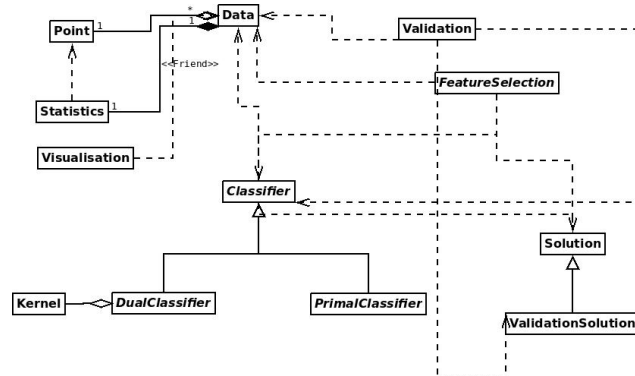 * Data
1
Point
1
Validation
<<Friend>>
FeatureSelection
Statistics
1
Visualisation
Classifier
Solution
Kernel
DualClassifier
PrimalClassifier
ValidationSolution